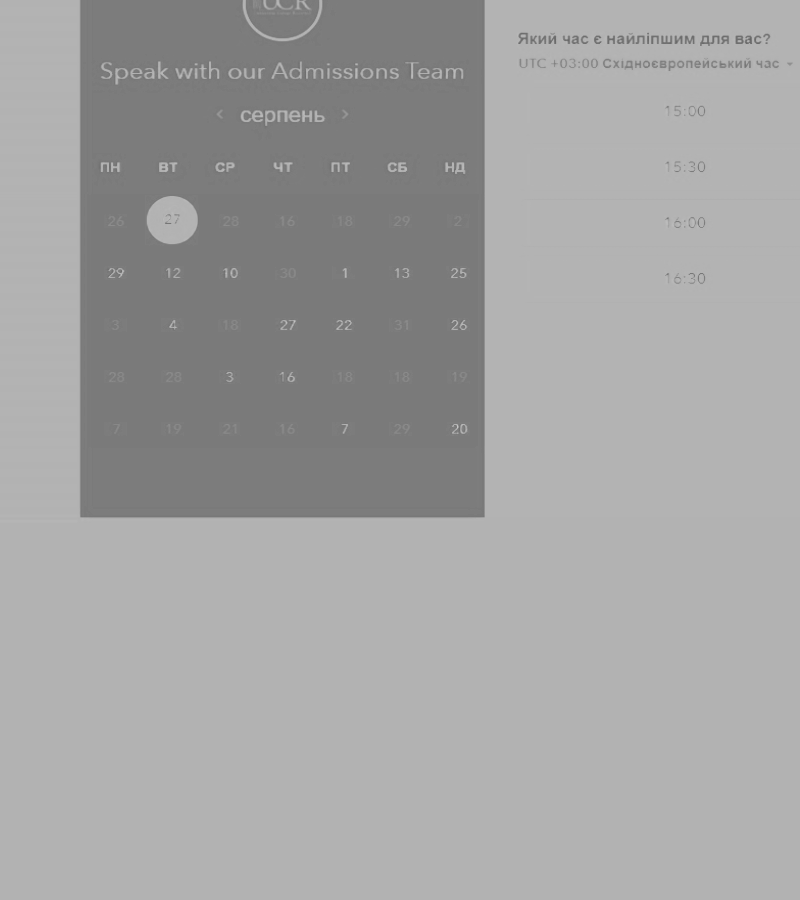 UCR
Speak with our Admissions Team
серпень
ПН ВТ СР ЧТ ПТ СБ НД
26 27 28 16 18 29 2
29 12 10 30 1 13 25
3 4 18 27 22 31 26
28 28 3 16 18 18 19
7 19 21 16 7 29 20
Який час є найліпшим для вас?
UTC +03:00 Східноєвропейський час
15:00
15:30
16:00
16:30